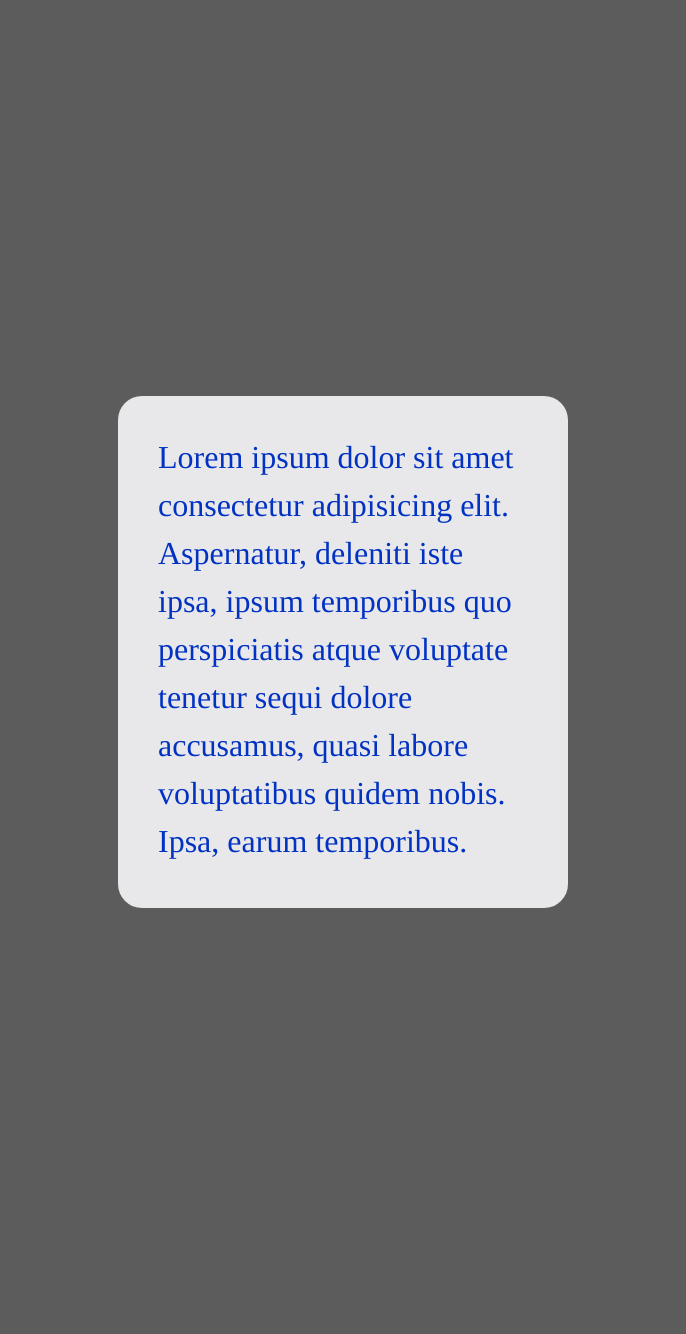 Lorem ipsum dolor sit amet
consectetur adipisicing elit.
Aspernatur, deleniti iste
ipsa, ipsum temporibus quo
perspiciatis atque voluptate
tenetur sequi dolore
accusamus, quasi labore
voluptatibus quidem nobis.
Ipsa, earum temporibus.